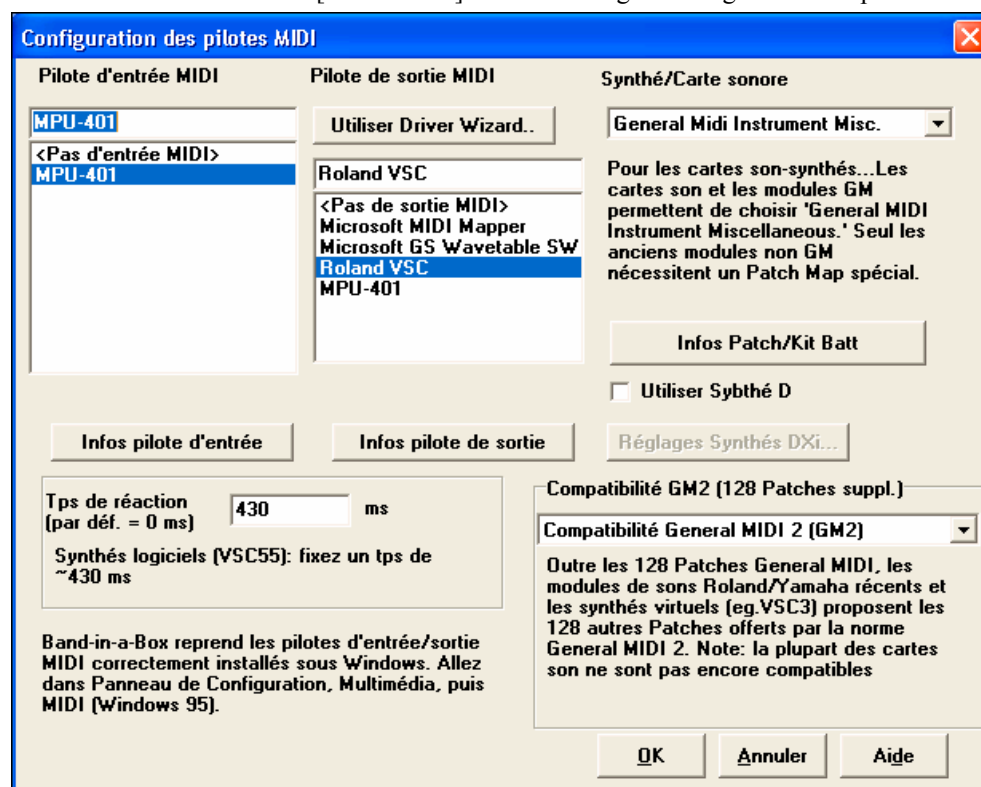 Configuration des pilotes MIDI
Pilote d'entrée MIDI
MPU-401
<Pas d'entrée MIDI>
MPU-401
Infos pilote d'entrée
Pilote de sortie MIDI
Utiliser Driver Wizard..
Roland VSC
<Pas de sortie MIDI>
Microsoft MIDI Mapper
Microsoft GS Wavetable SW
Roland VSC
MPU-401
Infos pilote de sortie
Synthé/Carte sonore
General Midi Instrument Misc.
Pour les cartes son-synthés...Les
cartes son et les modules GM
permettent de choisir 'General MIDI
Instrument Miscellaneous.' Seul les
anciens modules non GM
nécessitent un Patch Map spécial.
Infos Patch/Kit Batt
Utiliser Sybthé D
Réglages Synthés DXi...
Tps de réaction
(par déf. = 0 ms)
430
ms
Synthés logiciels (VSC55): fixez un tps de
~430 ms
Band-in-a-Box reprend les pilotes d'entrée/sortie
MIDI correctement installés sous Windows. Allez
dans Panneau de Configuration, Multimédia, puis
MIDI (Windows 95).
Compatibilité GM2 (128 Patches suppl.)
Compatibilité General MIDI 2 (GM2)
Outre les 128 Patches General MIDI, les
modules de sons Roland/Yamaha récents et
les synthés virtuels (eg.VSC3) proposent les
128 autres Patches offerts par la norme
General MIDI 2. Note: la plupart des cartes
son ne sont pas encore compatibles
OK
Annuler
Aide